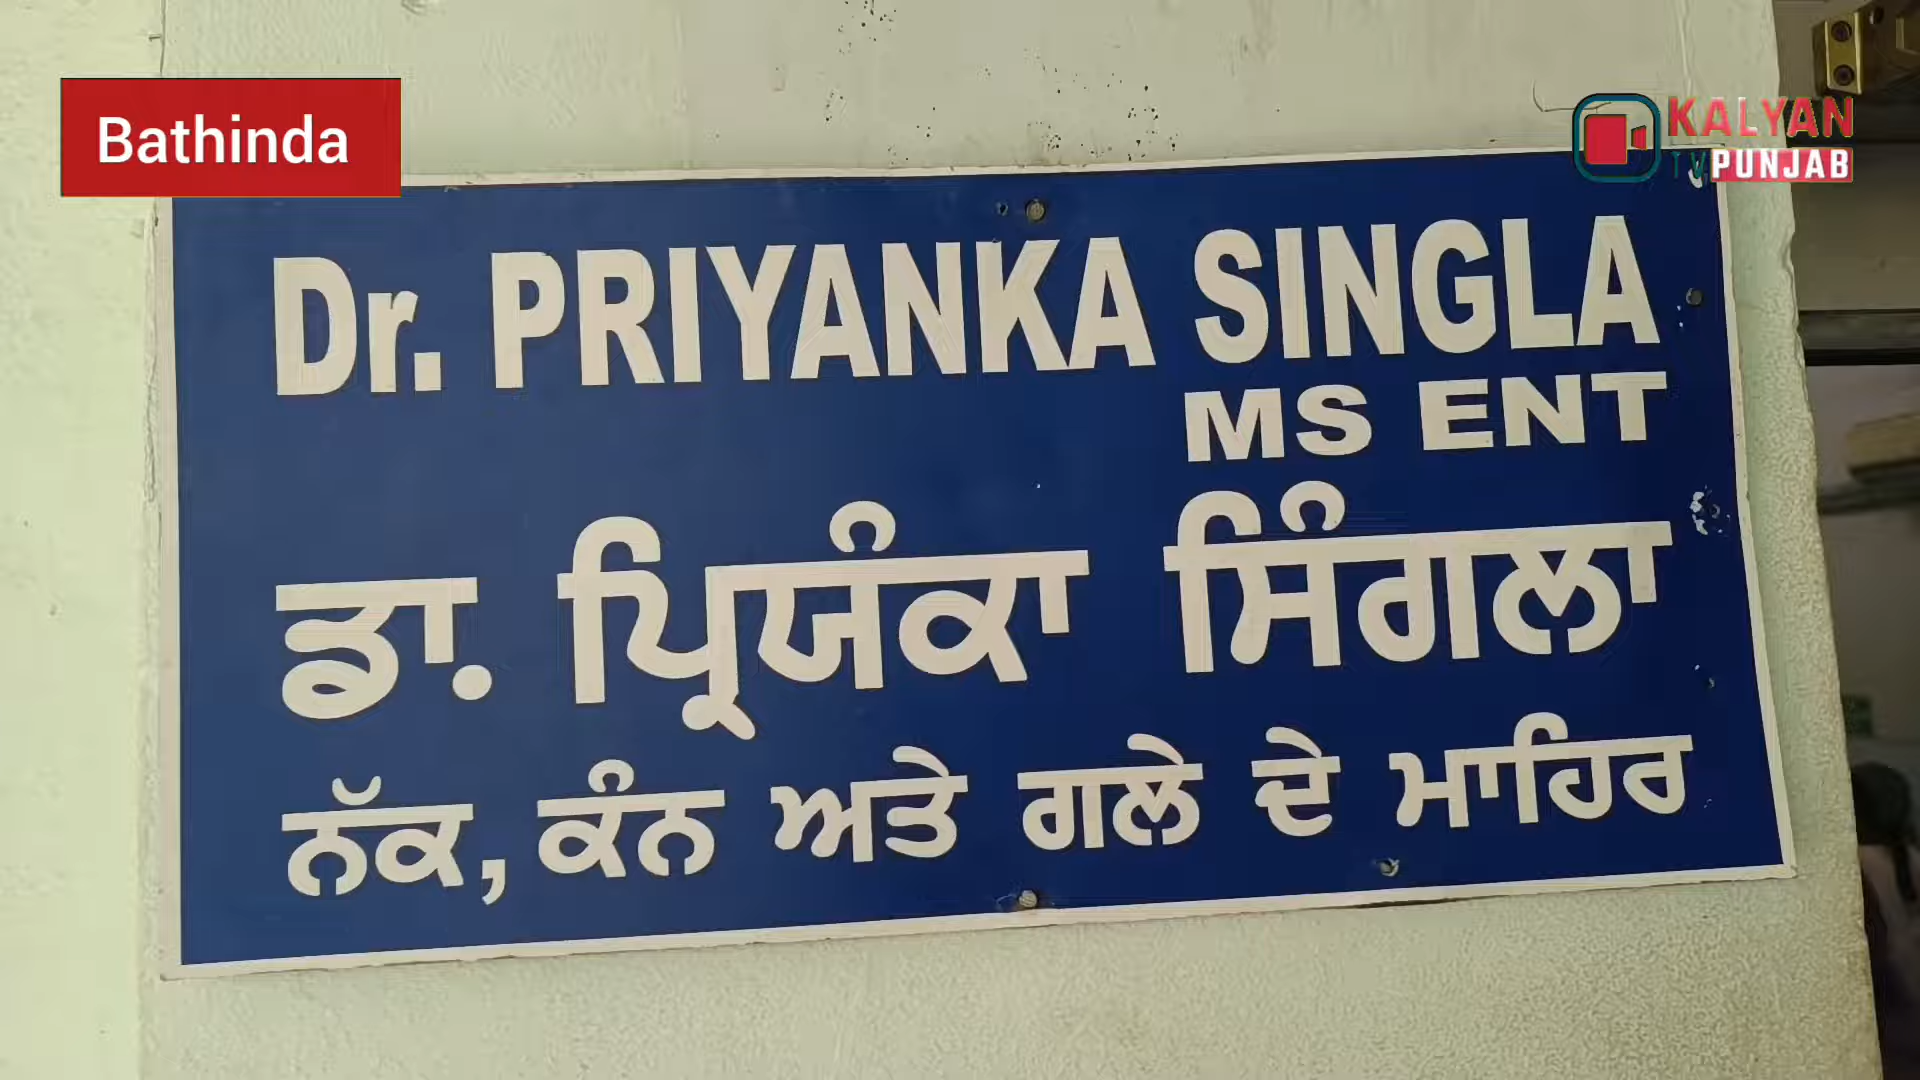 Bathinda
KALYAN
TV PUNJAB
Dr. PRIYANKA SINGLA
MS ENT
ਡਾ. ਪ੍ਰਿਯੰਕਾ ਸਿੰਗਲਾ
ਨੱਕ, ਕੰਨ ਅਤੇ ਗਲੇ ਦੇ ਮਾਹਿਰ